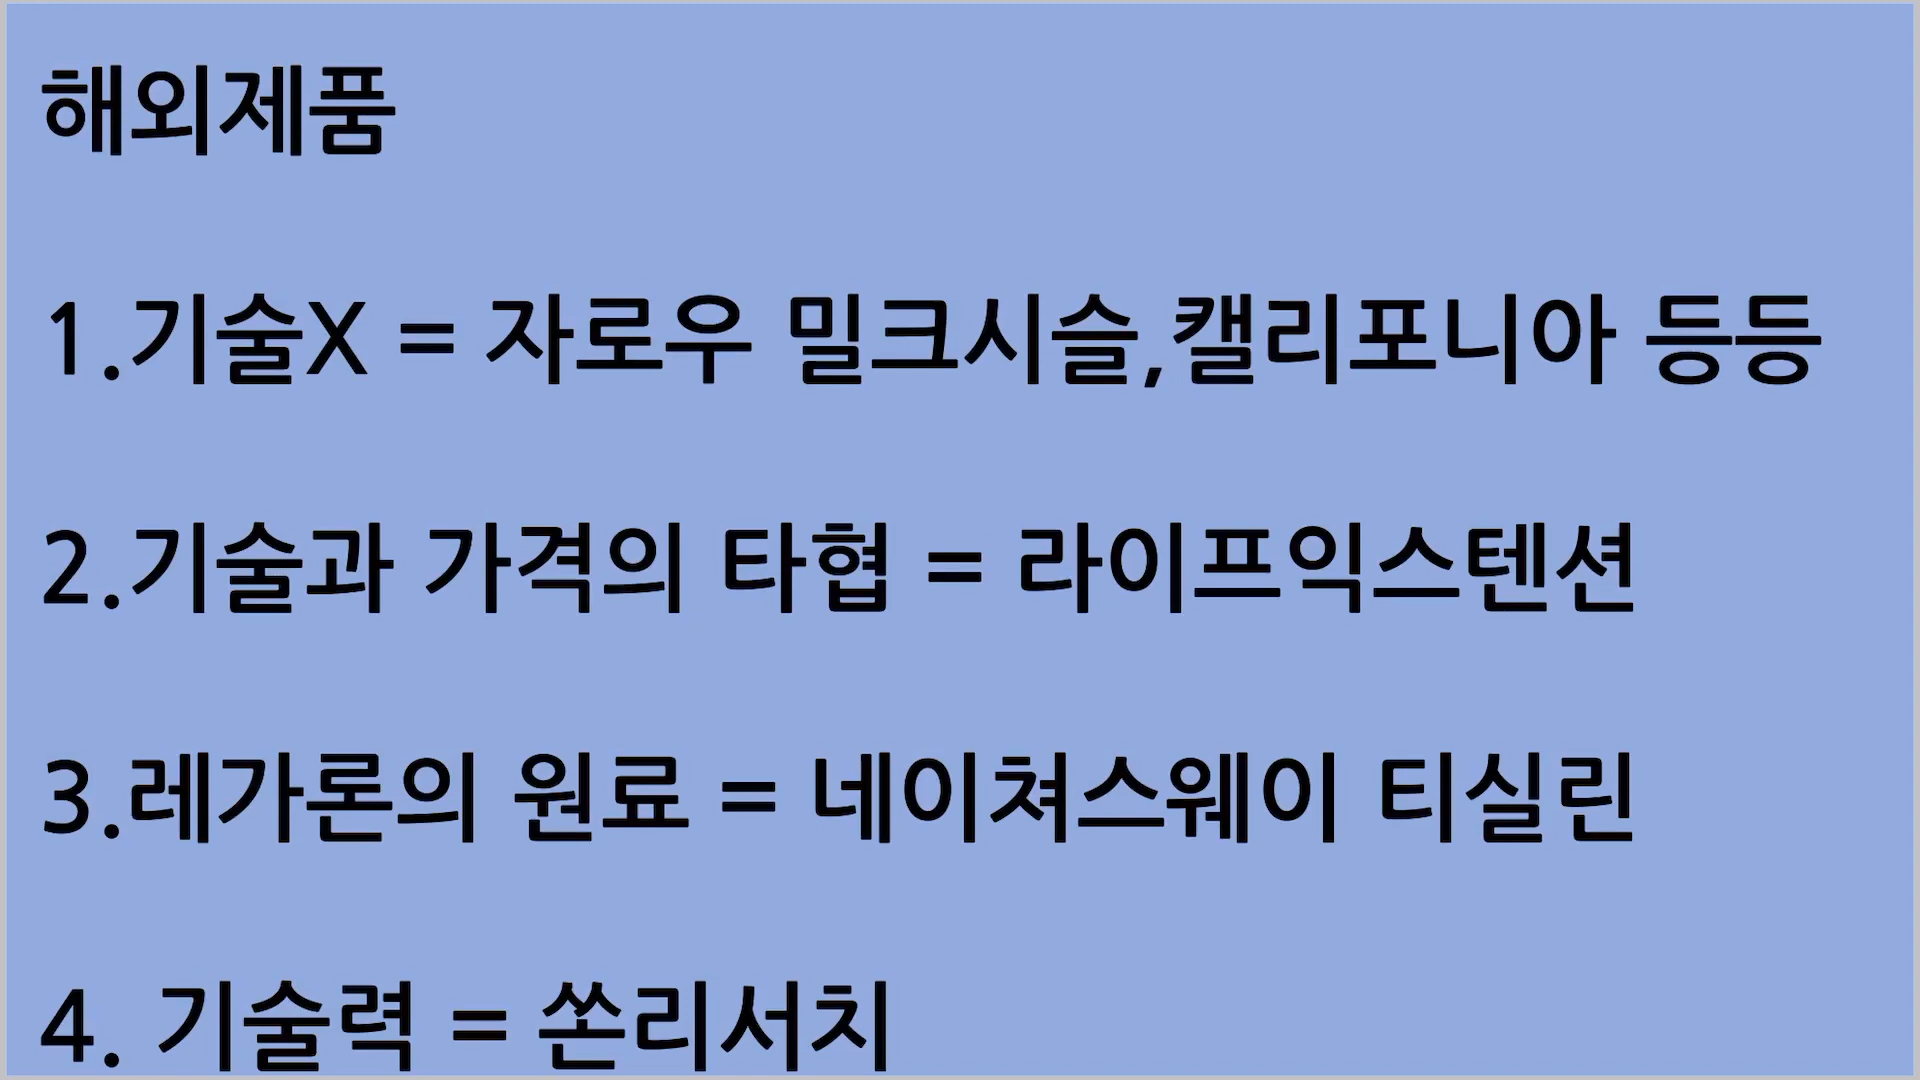 해외제품
1.기술X = 자로우 밀크시슬,캘리포니아 등등
2.기술과 가격의 타협 = 라이프익스텐션
3.레가론의 원료 = 네이쳐스웨이 티실린
4. 기술력 = 쏜리서치